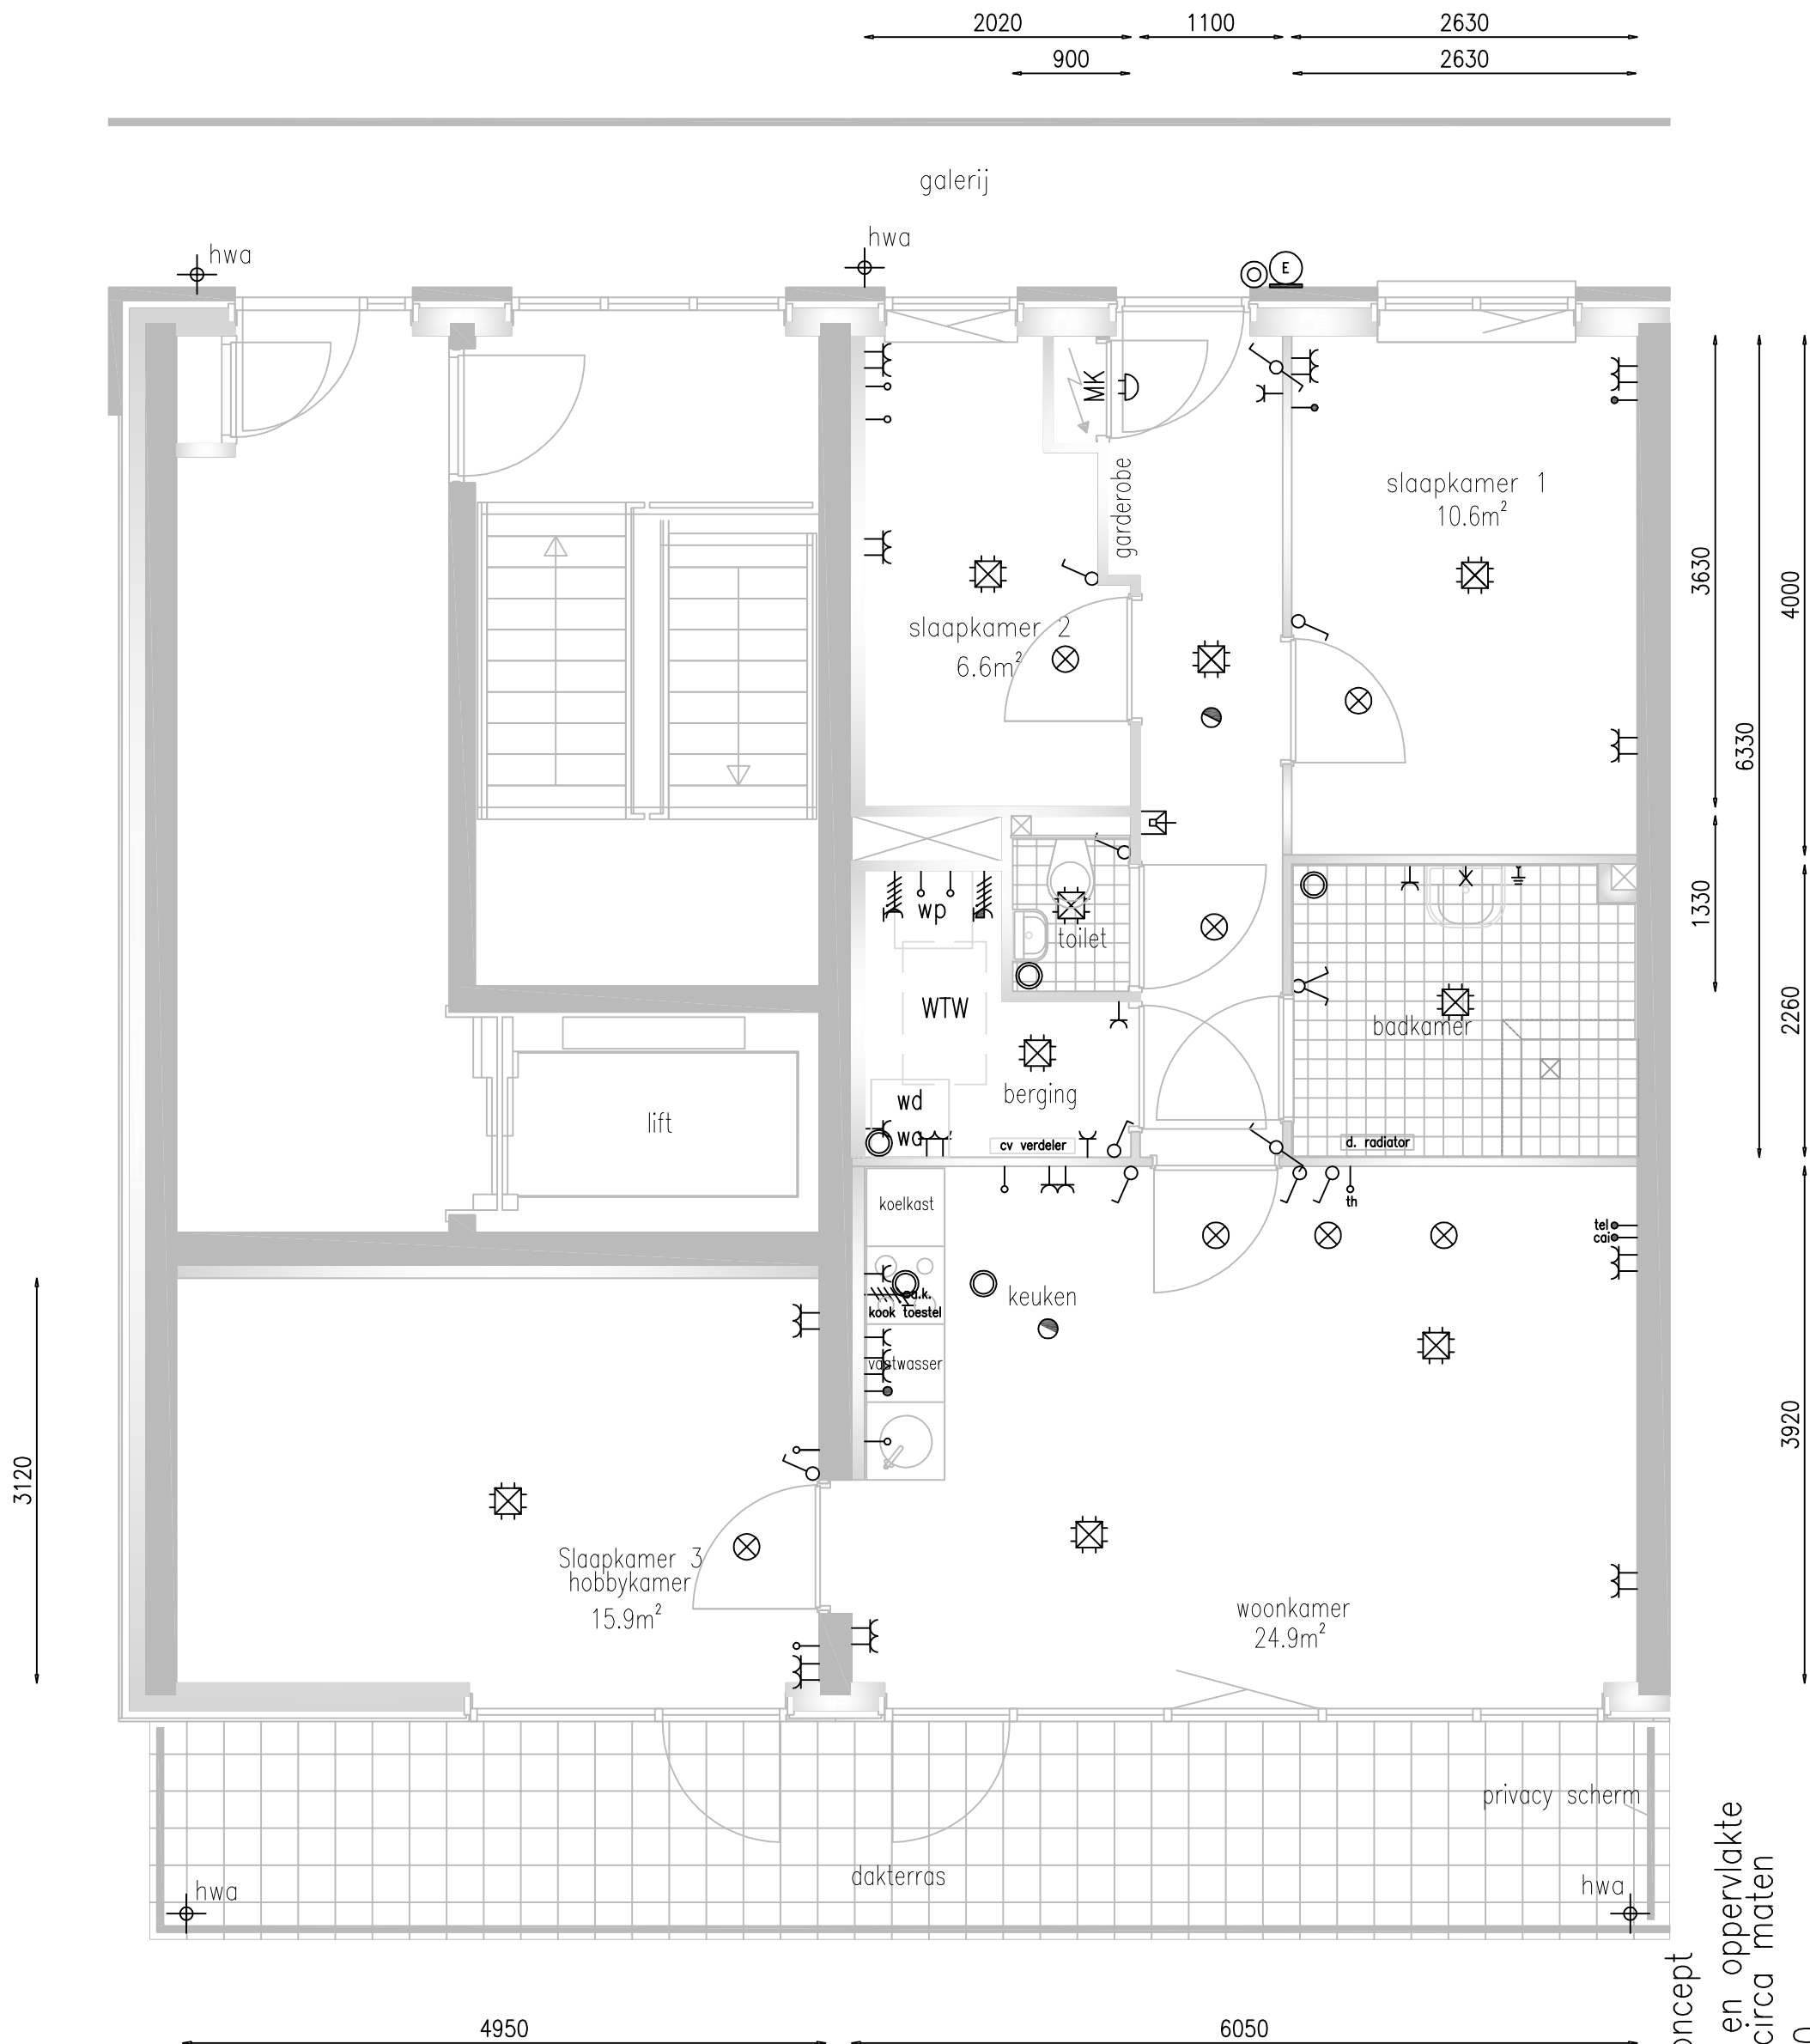 2020
1100
2630
900
2630
galerij
hwa
hwa
E
MK
garderobe
slaapkamer 1
10.6m²
slaapkamer 2
6.6m²
3630
4000
6330
1330
2260
wp
toilet
WTW
badkamer
berging
wd
cv verdeler
d. radiator
lift
th
koelkast
tel
cai
keuken
kook toestel
vaatwasser
3920
3120
Slaapkamer 3
hobbykamer
15.9m²
woonkamer
24.9m²
privacy scherm
dakterras
hwa
hwa
en oppervlakte
circa maten
4950
6050